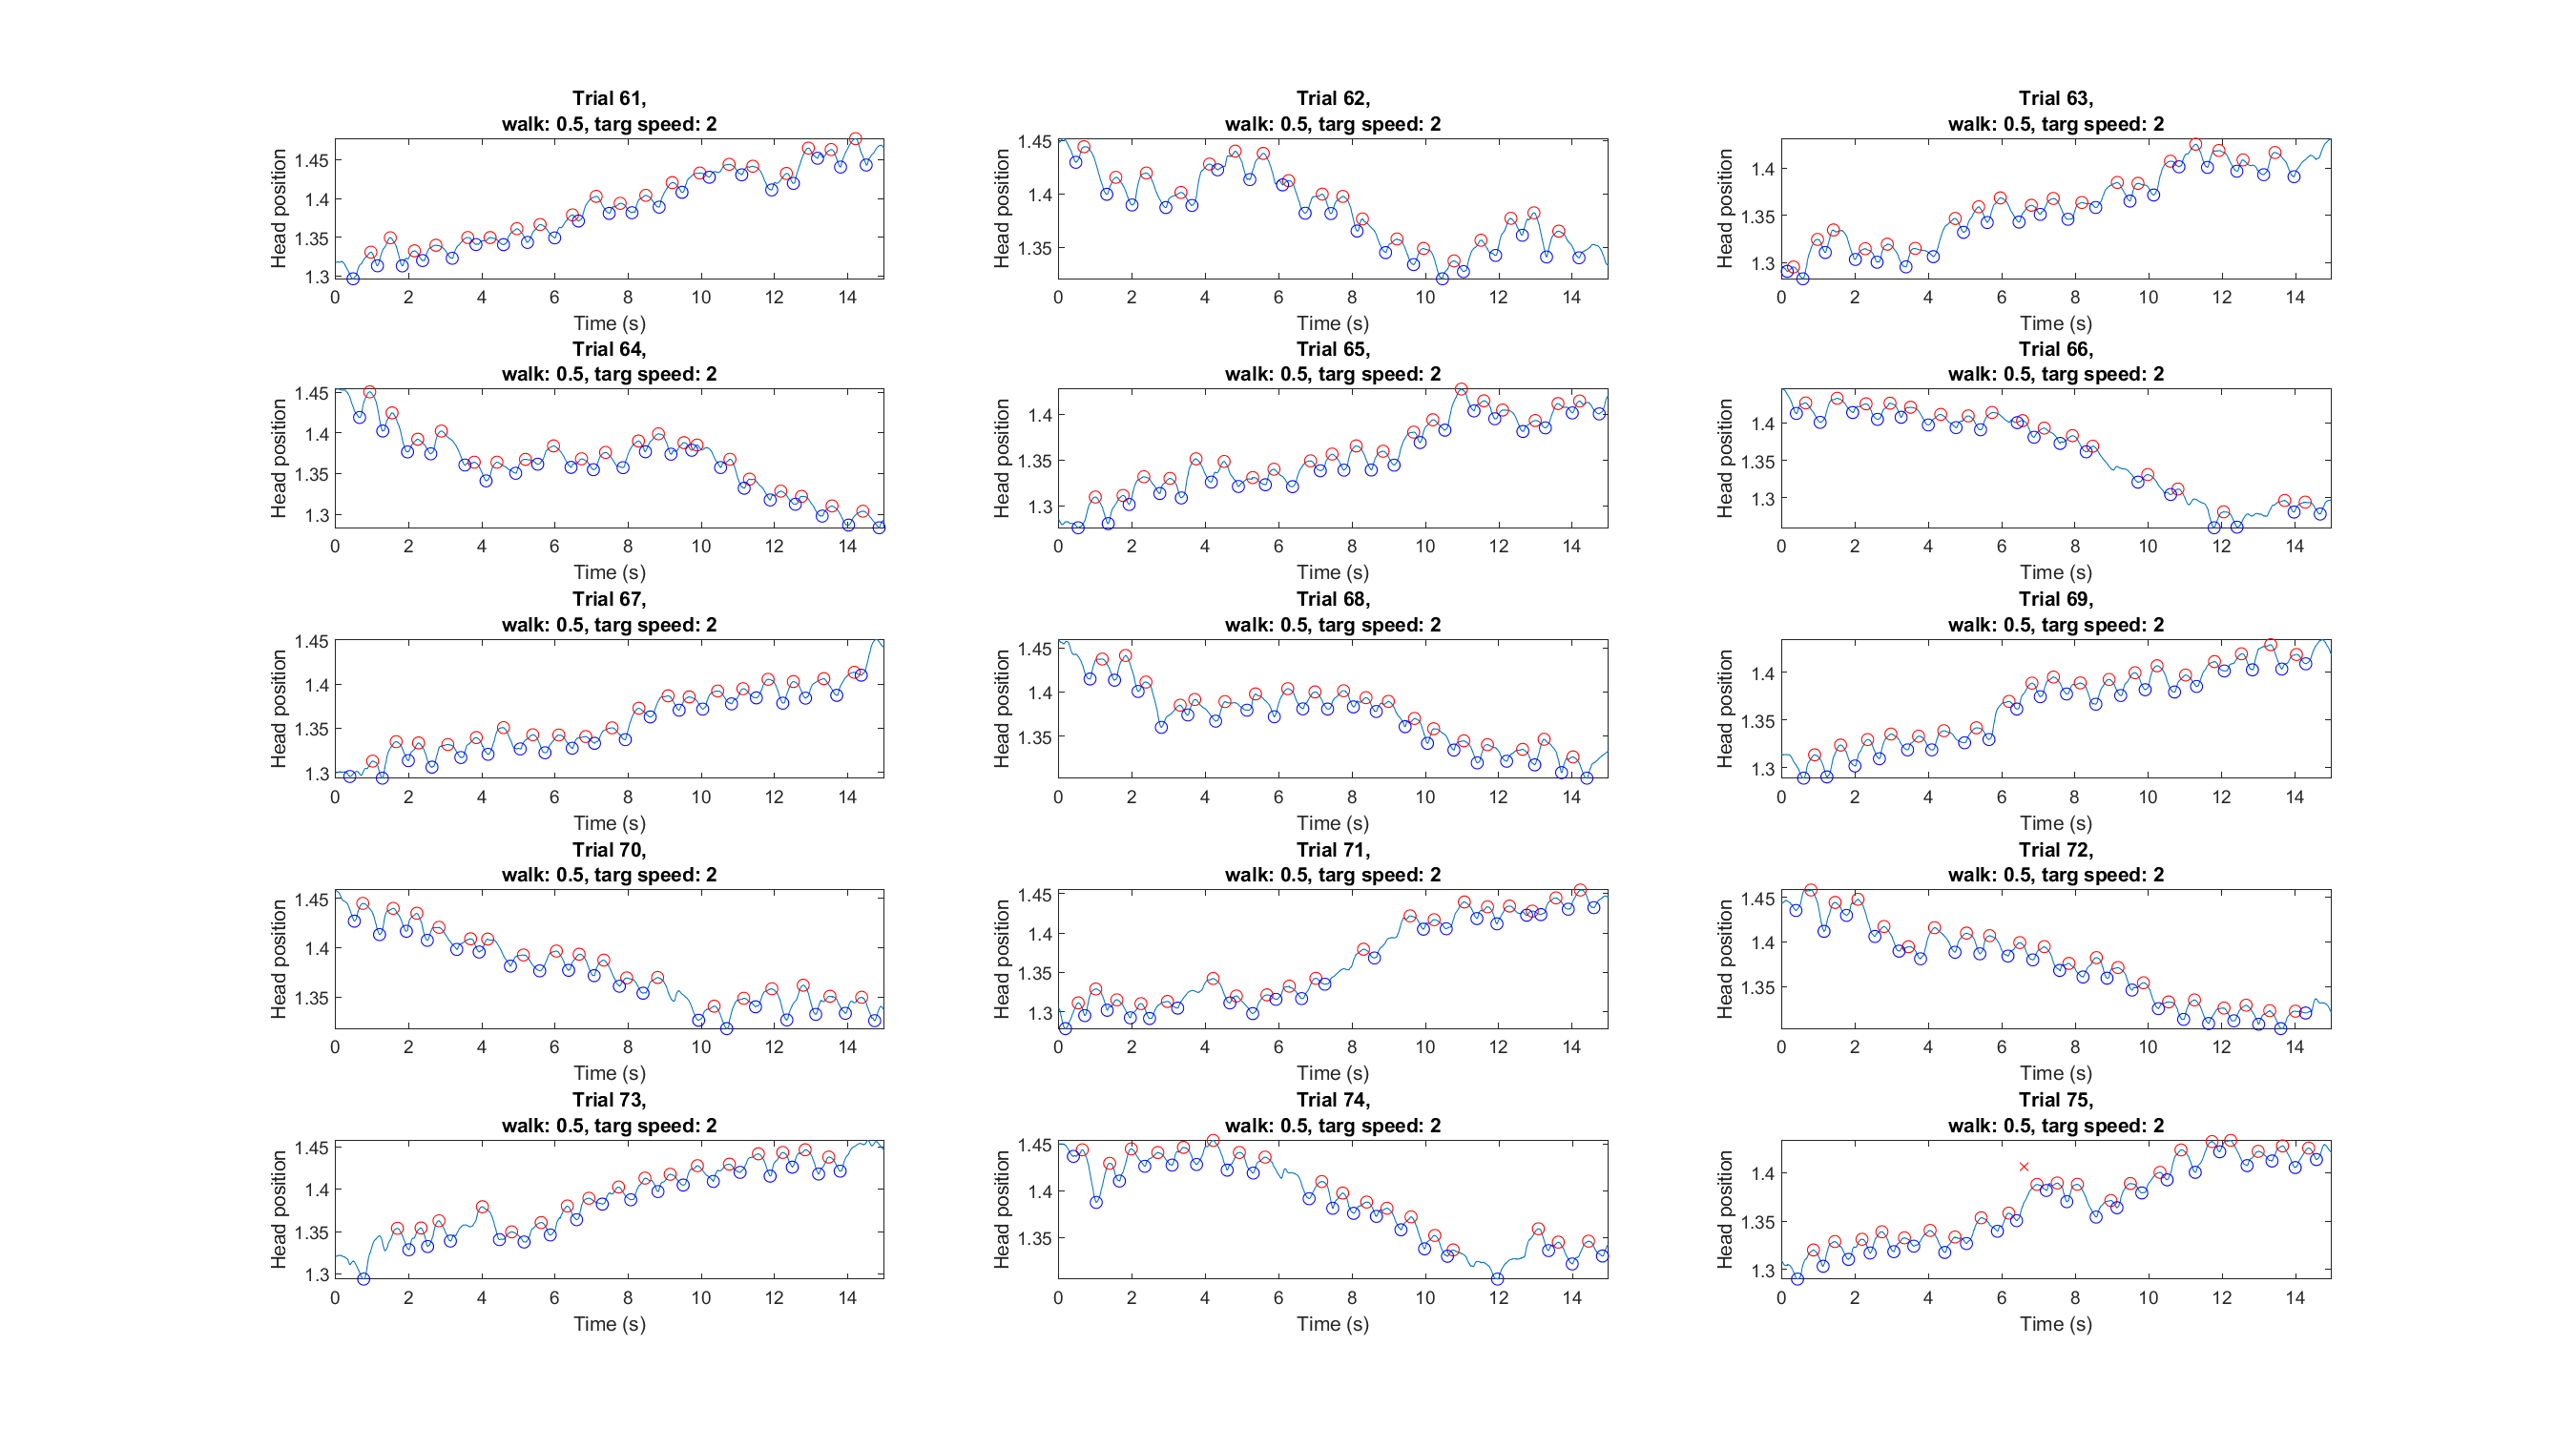 Trial 61,
walk: 0.5, targ speed: 2
Head position
1.45
1.4
1.35
1.3
0 2 4 6 8 10 12 14
Time (s)
Trial 62,
walk: 0.5, targ speed: 2
Head position
1.45
1.4
1.35
0 2 4 6 8 10 12 14
Time (s)
Trial 63,
walk: 0.5, targ speed: 2
Head position
1.4
1.35
1.3
0 2 4 6 8 10 12 14
Time (s)
Trial 64,
walk: 0.5, targ speed: 2
Head position
1.45
1.4
1.35
1.3
0 2 4 6 8 10 12 14
Time (s)
Trial 65,
walk: 0.5, targ speed: 2
Head position
1.4
1.35
1.3
0 2 4 6 8 10 12 14
Time (s)
Trial 66,
walk: 0.5, targ speed: 2
Head position
1.4
1.35
1.3
0 2 4 6 8 10 12 14
Time (s)
Trial 67,
walk: 0.5, targ speed: 2
Head position
1.45
1.4
1.35
1.3
0 2 4 6 8 10 12 14
Time (s)
Trial 68,
walk: 0.5, targ speed: 2
Head position
1.45
1.4
1.35
0 2 4 6 8 10 12 14
Time (s)
Trial 69,
walk: 0.5, targ speed: 2
Head position
1.4
1.35
1.3
0 2 4 6 8 10 12 14
Time (s)
Trial 70,
walk: 0.5, targ speed: 2
Head position
1.45
1.4
1.35
0 2 4 6 8 10 12 14
Time (s)
Trial 71,
walk: 0.5, targ speed: 2
Head position
1.45
1.4
1.35
1.3
0 2 4 6 8 10 12 14
Time (s)
Trial 72,
walk: 0.5, targ speed: 2
Head position
1.45
1.4
1.35
0 2 4 6 8 10 12 14
Time (s)
Trial 73,
walk: 0.5, targ speed: 2
Head position
1.45
1.4
1.35
1.3
0 2 4 6 8 10 12 14
Time (s)
Trial 74,
walk: 0.5, targ speed: 2
Head position
1.45
1.4
1.35
0 2 4 6 8 10 12 14
Time (s)
Trial 75,
walk: 0.5, targ speed: 2
Head position
1.4
1.35
1.3
0 2 4 6 8 10 12 14
Time (s)